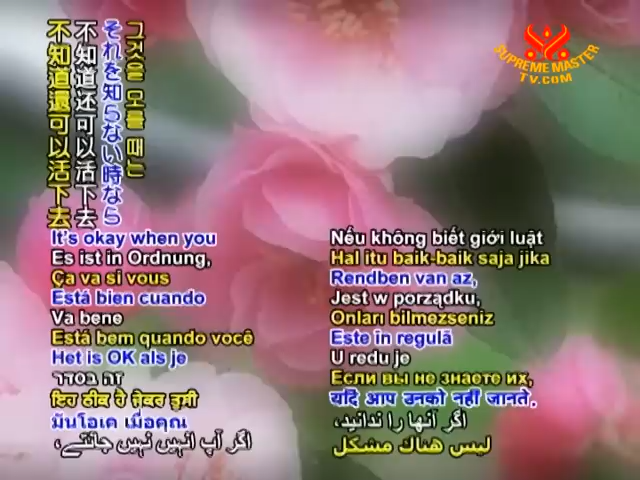 SUPREME MASTER
TV.COM
그것을 모를 때는
それを知らない時なら
不知道还可以活下去
不知道還可以活下去
It's okay when you
Es ist in Ordnung,
Ça va si vous
Está bien cuando
Va bene
Está bem quando você
Het is OK als je
זה בסדר
ਇਹ ਠੀਕ ਹੈ ਜੇਕਰ ਤੁਸੀ
มันโอเค เมื่อคุณ
اگر آپ انہیں نہیں جانتے،
Nếu không biết giới luật
Hal itu baik-baik saja jika
Rendben van az,
Jest w porządku,
Onları bilmezseniz
Este în regulă
U redu je
Если вы не знаете их,
यदि आप उनको नहीं जानते.
اگر آنها را ندانید،
ليس هناك مشكل